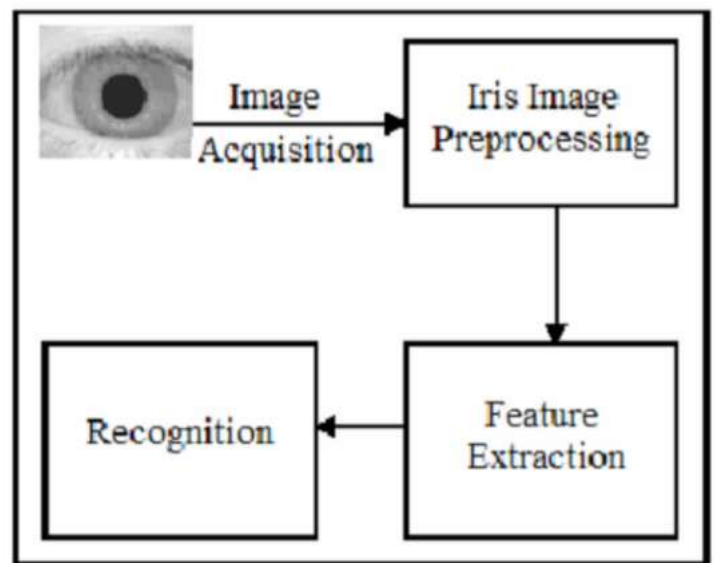 Image
Acquisition
Iris Image
Preprocessing
Feature
Extraction
Recognition